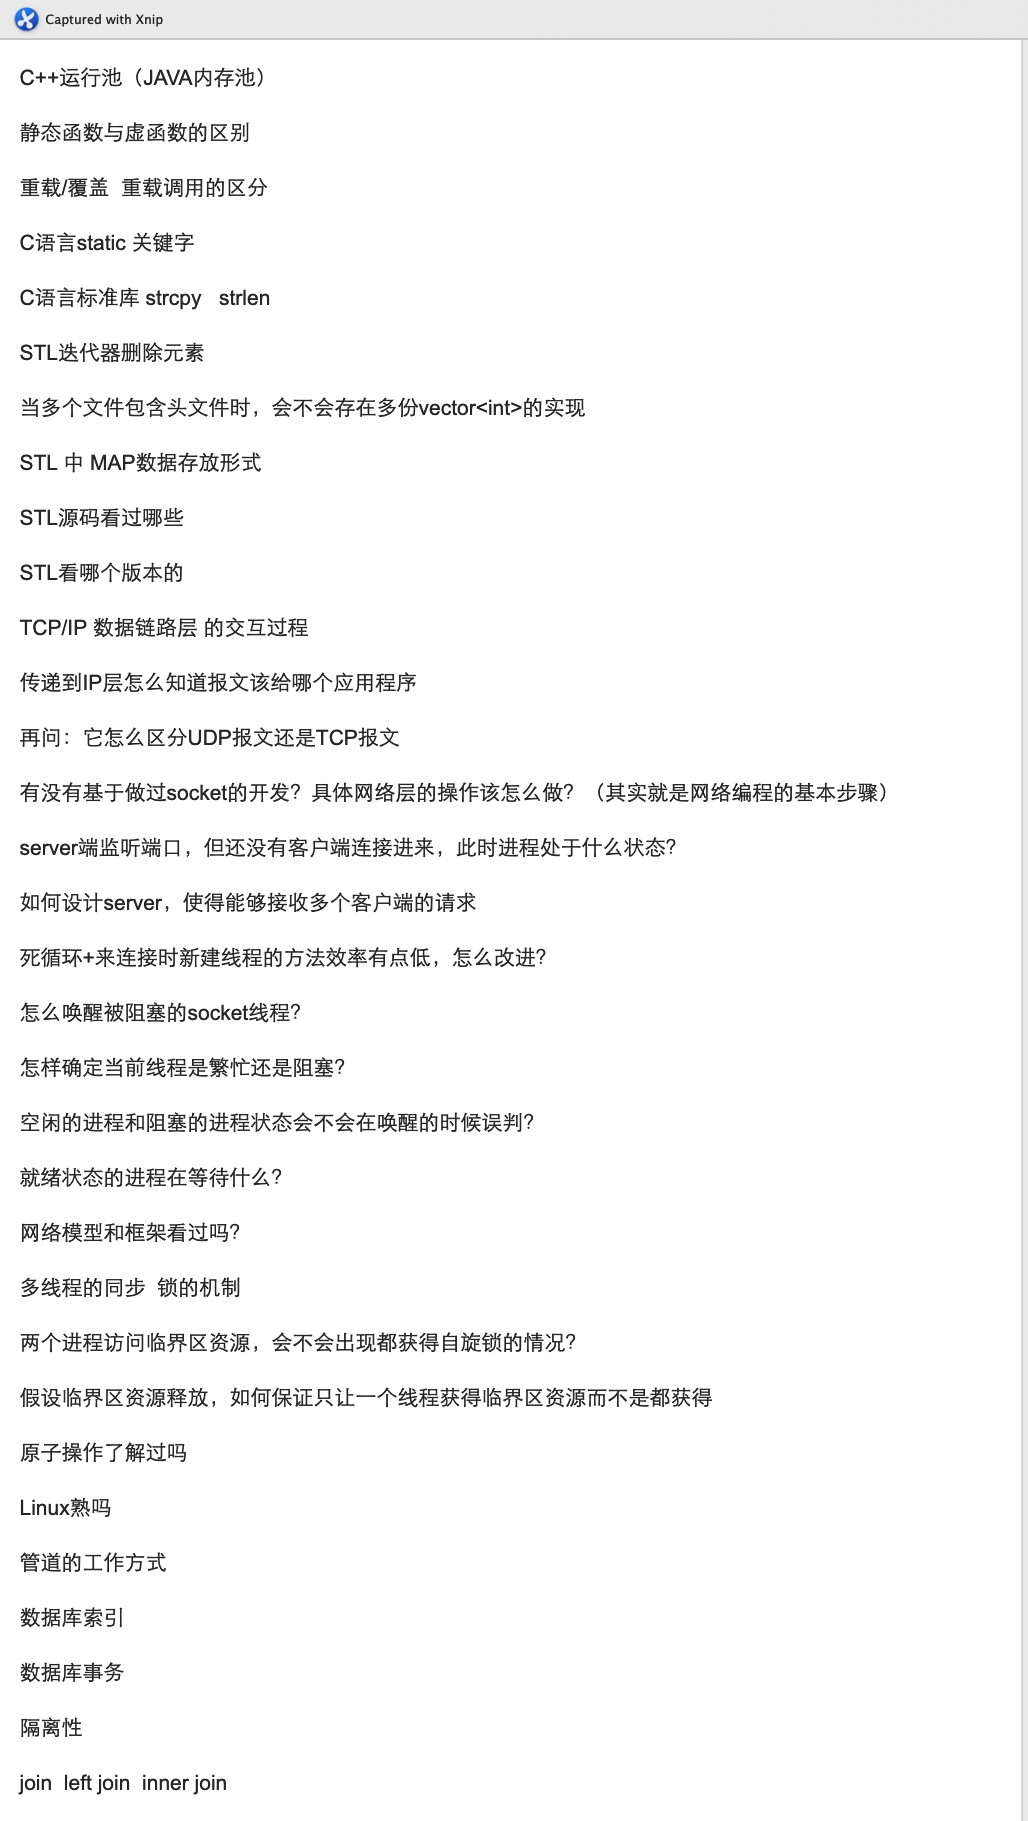 Captured with Xnip
C++运行池（JAVA内存池）
静态函数与虚函数的区别
重载/覆盖  重载调用的区分
C语言static 关键字
C语言标准库 strcpy   strlen
STL迭代器删除元素
当多个文件包含头文件时，会不会存在多份vector<int>的实现
STL 中 MAP数据存放形式
STL源码看过哪些
STL看哪个版本的
TCP/IP 数据链路层 的交互过程
传递到IP层怎么知道报文该给哪个应用程序
再问：它怎么区分UDP报文还是TCP报文
有没有基于做过socket的开发？具体网络层的操作该怎么做？（其实就是网络编程的基本步骤）
server端监听端口，但还没有客户端连接进来，此时进程处于什么状态？
如何设计server，使得能够接收多个客户端的请求
死循环+来连接时新建线程的方法效率有点低，怎么改进？
怎么唤醒被阻塞的socket线程？
怎样确定当前线程是繁忙还是阻塞？
空闲的进程和阻塞的进程状态会不会在唤醒的时候误判？
就绪状态的进程在等待什么？
网络模型和框架看过吗？
多线程的同步  锁的机制
两个进程访问临界区资源，会不会出现都获得自旋锁的情况？
假设临界区资源释放，如何保证只让一个线程获得临界区资源而不是都获得
原子操作了解过吗
Linux熟吗
管道的工作方式
数据库索引
数据库事务
隔离性
join  left join  inner join